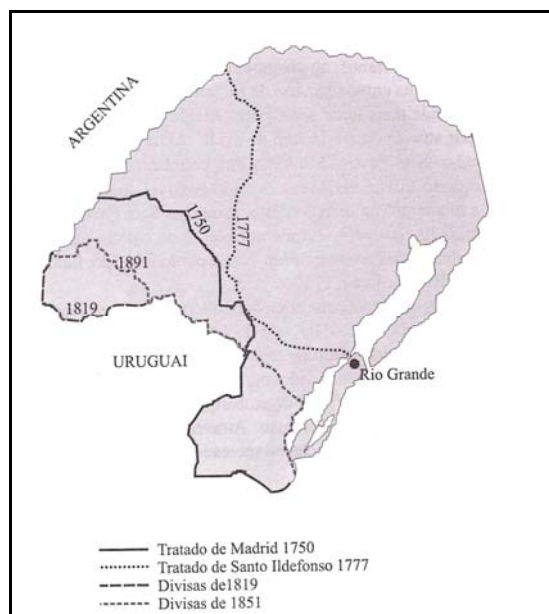 ARGENTINA
1750
1777
1891
1819
URUGUAI
Rio Grande
Tratado de Madrid 1750
Tratado de Santo Ildefonso 1777
Divisas de1819
Divisas de 1851